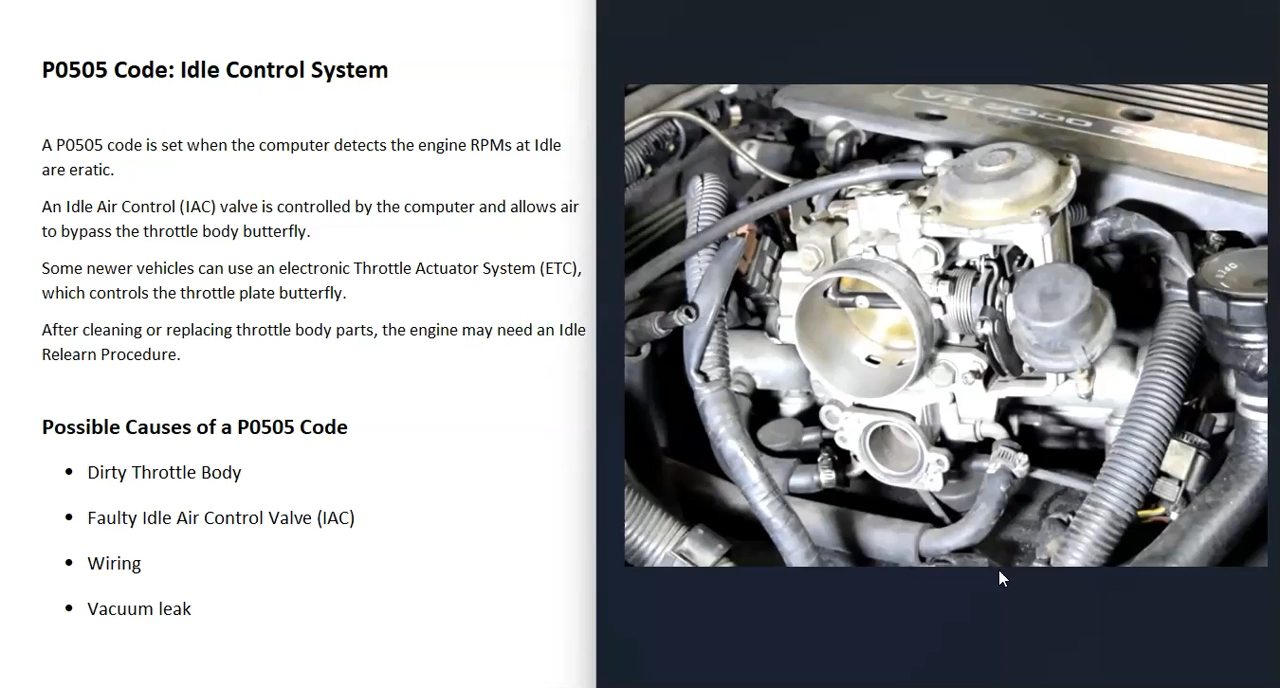 P0505 Code: Idle Control System
A P0505 code is set when the computer detects the engine RPMs at Idle
are eratic.
An Idle Air Control (IAC) valve is controlled by the computer and allows air
to bypass the throttle body butterfly.
Some newer vehicles can use an electronic Throttle Actuator System (ETC),
which controls the throttle plate butterfly.
After cleaning or replacing throttle body parts, the engine may need an Idle
Relearn Procedure.
Possible Causes of a P0505 Code
• Dirty Throttle Body
• Faulty Idle Air Control Valve (IAC)
• Wiring
• Vacuum leak
V6 3000